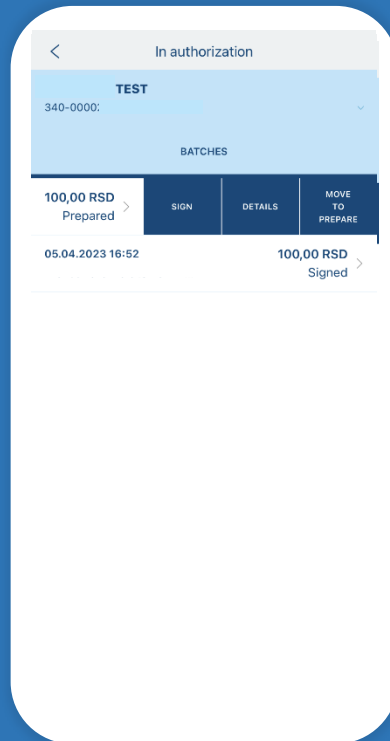 In authorization
TEST
340-0000:
BATCHES
100,00 RSD
Prepared
SIGN
DETAILS
MOVE
TO
PREPARE
05.04.2023 16:52
100,00 RSD
Signed